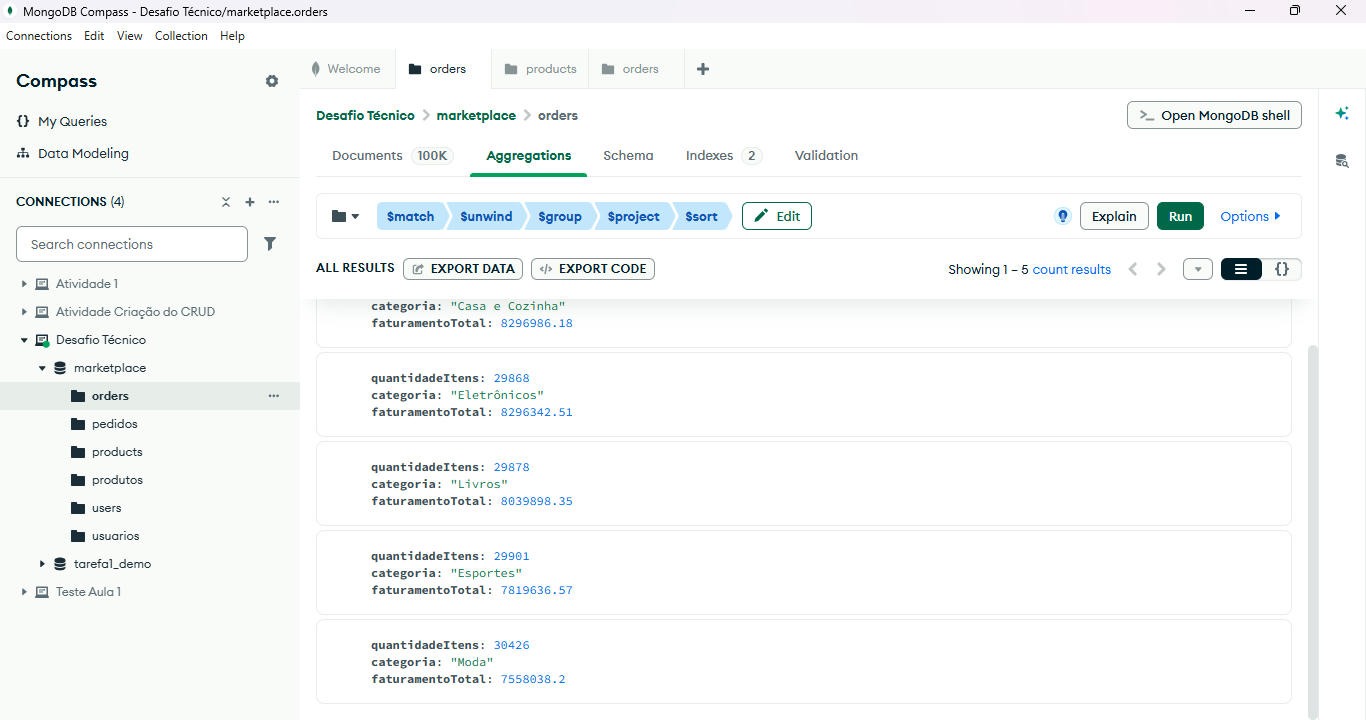 MongoDB Compass - Desafio Técnico/marketplace.orders
Connections Edit View Collection Help
Compass
My Queries
Data Modeling
CONNECTIONS (4)
Search connections
Atividade 1
Atividade Criação do CRUD
Desafio Técnico
marketplace
orders
pedidos
products
produtos
users
usuarios
tarefa1_demo
Teste Aula 1
Welcome orders products orders
Desafio Técnico > marketplace > orders
>_ Open MongoDB shell
Documents 100K Aggregations Schema Indexes 2 Validation
$match $unwind $group $project $sort Edit Explain Run Options
ALL RESULTS EXPORT DATA </> EXPORT CODE Showing 1 – 5 count results {}
categoria: "Casa e Cozinha"
faturamentoTotal: 8296986.18
quantidadeItens: 29868
categoria: "Eletrônicos"
faturamentoTotal: 8296342.51
quantidadeItens: 29878
categoria: "Livros"
faturamentoTotal: 8039898.35
quantidadeItens: 29901
categoria: "Esportes"
faturamentoTotal: 7819636.57
quantidadeItens: 30426
categoria: "Moda"
faturamentoTotal: 7558038.2